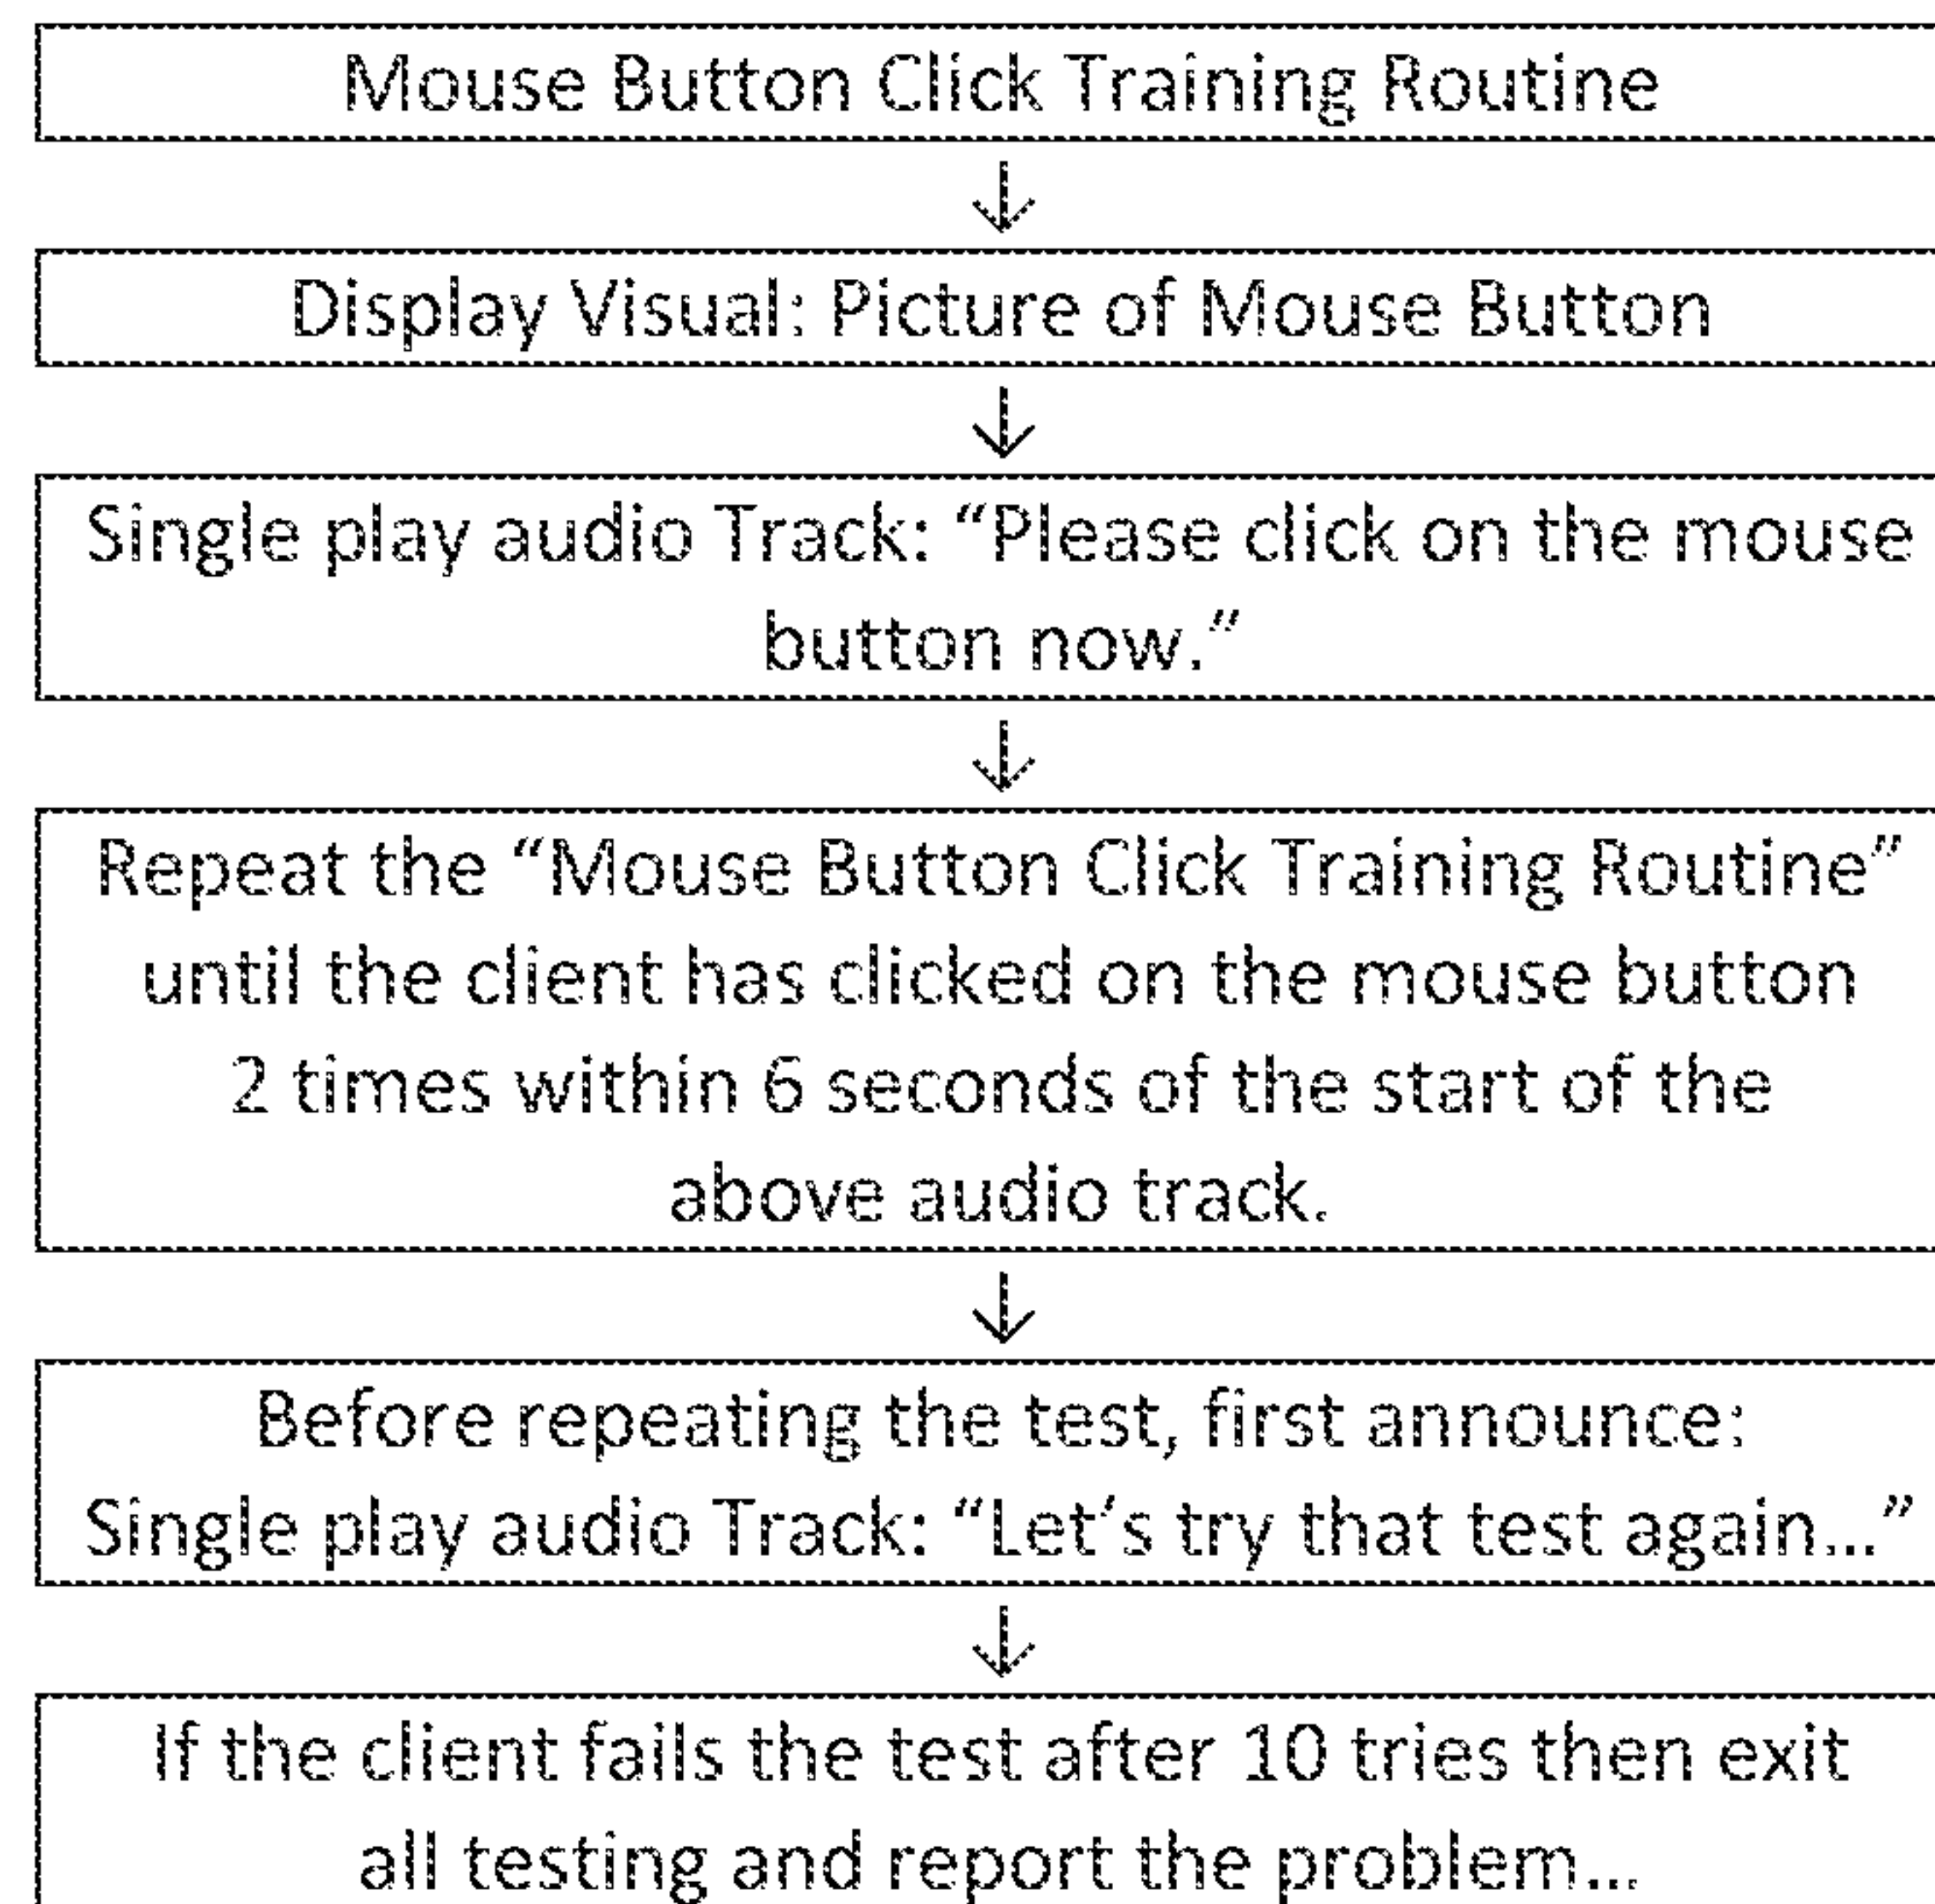 Mouse Button Click Training Routine
Display Visual: Picture of Mouse Button
Single play audio Track: “Please click on the mouse
button now.”
Repeat the “Mouse Button Click Training Routine”
until the client has clicked on the mouse button
2 times within 6 seconds of the start of the
above audio track.
Before repeating the test, first announce:
Single play audio Track: “Let’s try that test again...”
If the client fails the test after 10 tries then exit
all testing and report the problem...